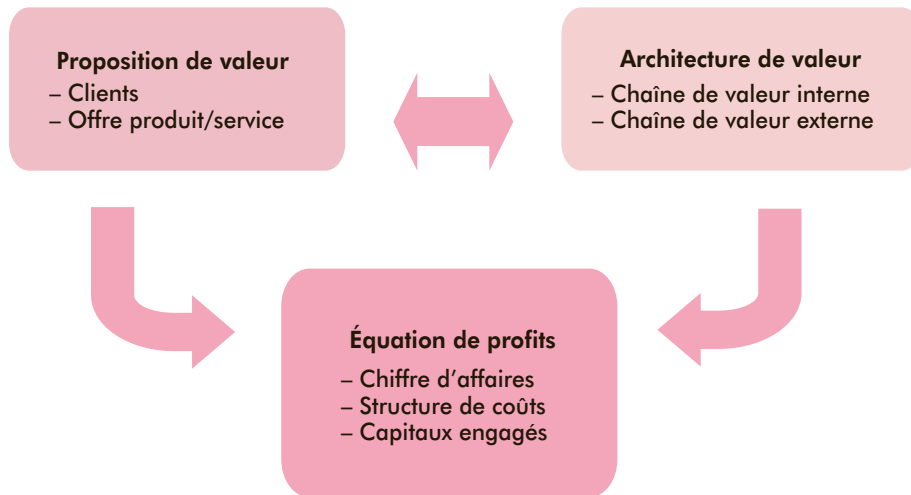 Proposition de valeur
– Clients
– Offre produit/service
Architecture de valeur
– Chaîne de valeur interne
– Chaîne de valeur externe
Équation de profits
– Chiffre d'affaires
– Structure de coûts
– Capitaux engagés